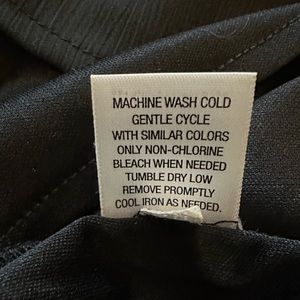 MACHINE WASH COLD
GENTLE CYCLE
WITH SIMILAR COLORS
ONLY NON-CHLORINE
BLEACH WHEN NEEDED
TUMBLE DRY LOW
REMOVE PROMPTLY
COOL IRON AS NEEDED.